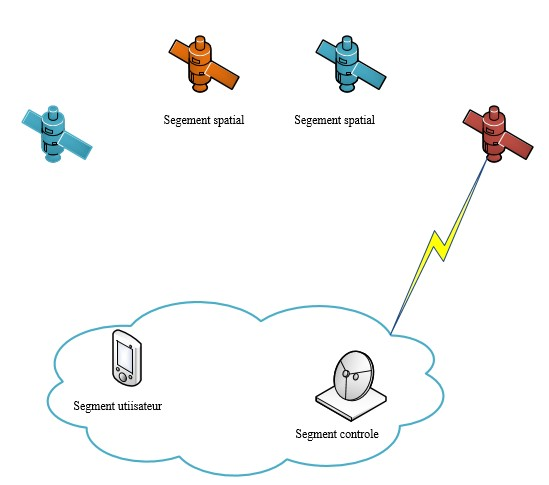 Segement spatial
Segement spatial
Segment utiisateur
Segment controle